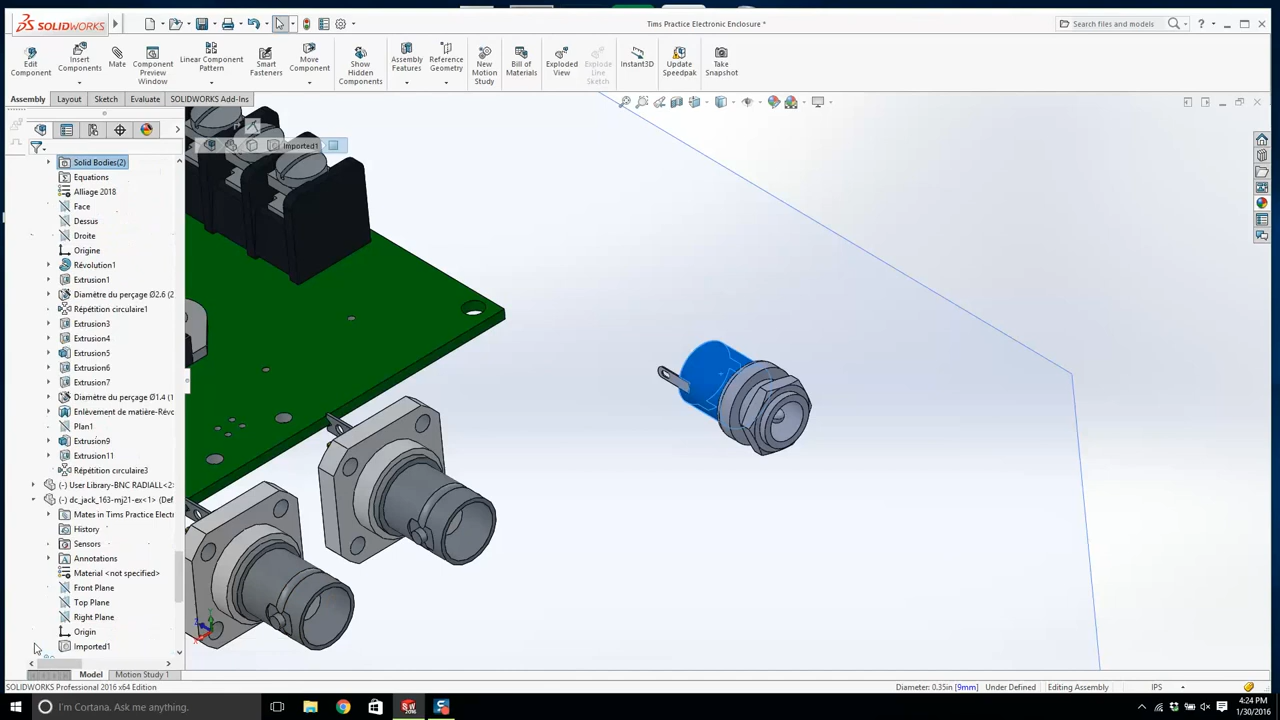 SOLIDWORKS
Tims Practice Electronic Enclosure *
Search files and models
Edit Component
Insert Components
Mate
Component Preview Window
Linear Component Pattern
Smart Fasteners
Move Component
Show Hidden Components
Assembly Features
Reference Geometry
New Motion Study
Bill of Materials
Exploded View
Explode Line Sketch
Instant3D
Update Speedpak
Take Snapshot
Assembly Layout Sketch Evaluate SOLIDWORKS Add-Ins
Imported1
Solid Bodies(2)
Equations
Alliage 2018
Face
Dessus
Droite
Origine
Révolution1
Extrusion1
Diamètre du perçage Ø2.6 (2
Répétition circulaire1
Extrusion3
Extrusion4
Extrusion5
Extrusion6
Extrusion7
Diamètre du perçage Ø1.4 (1
Enlèvement de matière-Révo
Plan1
Extrusion9
Extrusion11
Répétition circulaire3
(-) User Library-BNC RADIALL<2>
(-) dc_jack_163-mj21-ex<1> (Def
Mates in Tims Practice Electr
History
Sensors
Annotations
Material <not specified>
Front Plane
Top Plane
Right Plane
Origin
Imported1
Model Motion Study 1
SOLIDWORKS Professional 2016 x64 Edition
Diameter: 0.35in [9mm] Under Defined Editing Assembly IPS
I'm Cortana. Ask me anything.
4:24 PM
1/30/2016